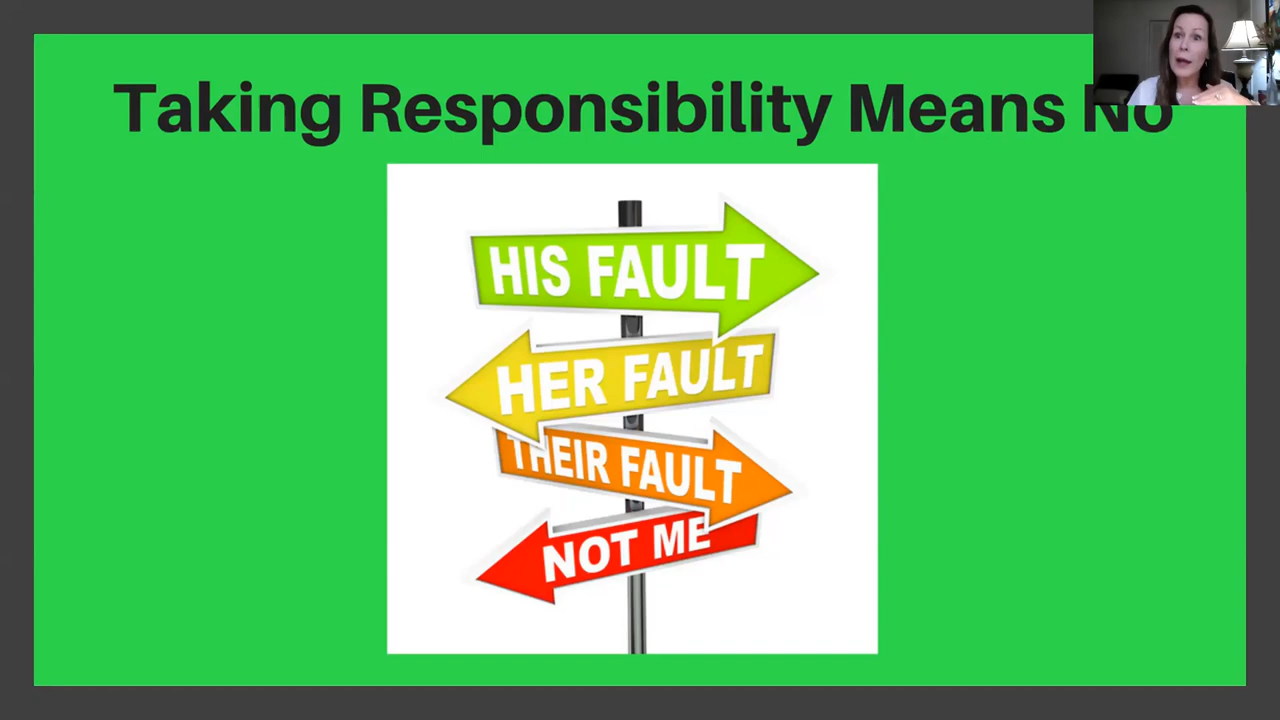 Taking Responsibility Means No
HIS FAULT
HER FAULT
THEIR FAULT
NOT ME